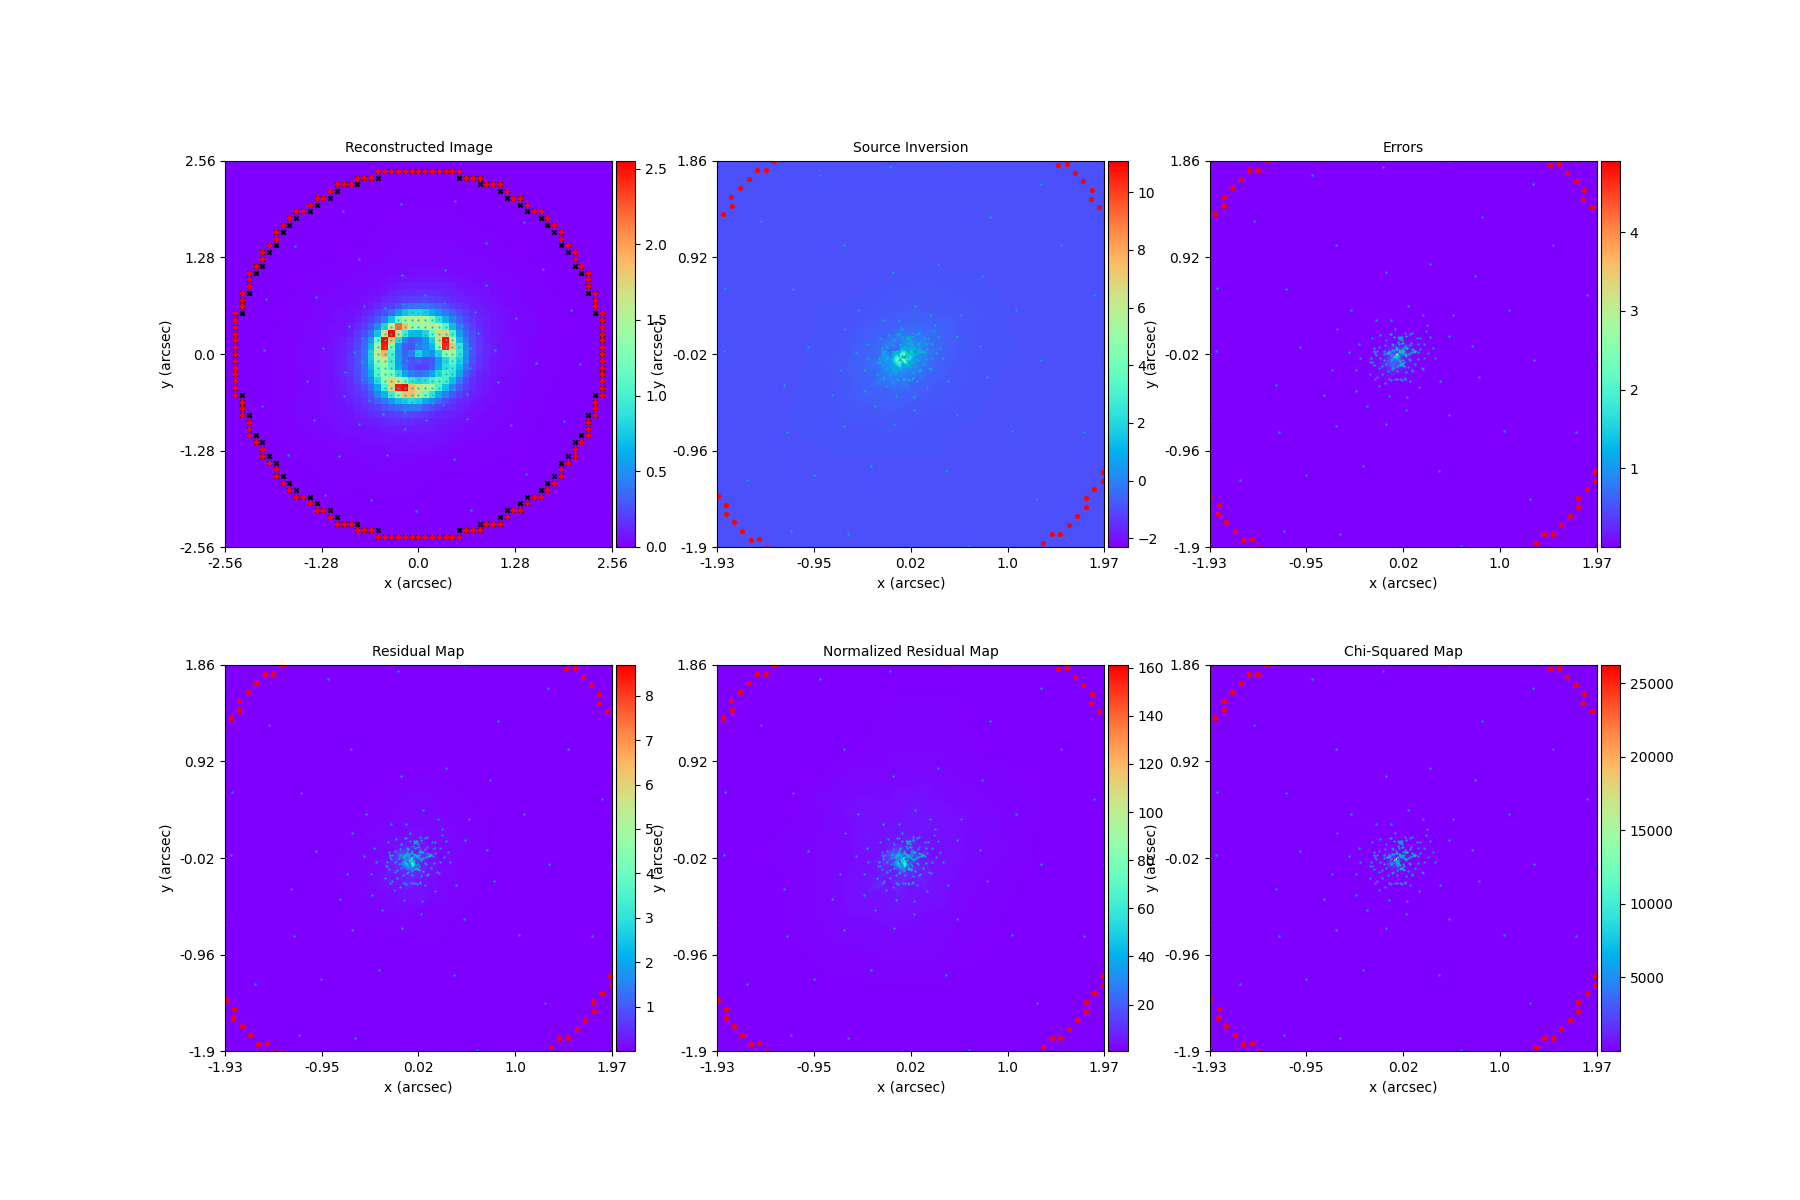 Reconstructed Image
2.56
1.28
0.0
-1.28
-2.56
-2.56 -1.28 0.0 1.28 2.56
x (arcsec)
y (arcsec)
2.5
2.0
1.5
1.0
0.5
0.0
Source Inversion
1.86
0.92
-0.02
-0.96
-1.9
-1.93 -0.95 0.02 1.0 1.97
x (arcsec)
y (arcsec)
10
8
6
4
2
0
−2
Errors
1.86
0.92
-0.02
-0.96
-1.9
-1.93 -0.95 0.02 1.0 1.97
x (arcsec)
y (arcsec)
4
3
2
1
Residual Map
1.86
0.92
-0.02
-0.96
-1.9
-1.93 -0.95 0.02 1.0 1.97
x (arcsec)
y (arcsec)
8
7
6
5
4
3
2
1
Normalized Residual Map
1.86
0.92
-0.02
-0.96
-1.9
-1.93 -0.95 0.02 1.0 1.97
x (arcsec)
y (arcsec)
160
140
120
100
80
60
40
20
Chi-Squared Map
1.86
0.92
-0.02
-0.96
-1.9
-1.93 -0.95 0.02 1.0 1.97
x (arcsec)
y (arcsec)
25000
20000
15000
10000
5000